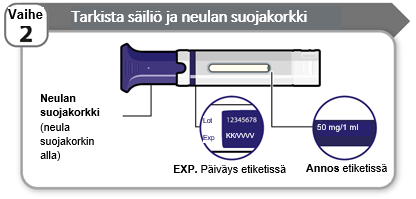 Vaihe
2
Tarkista säiliö ja neulan suojakorkki
Neulan
suojakorkki
(neula
suojakorkin
alla)
Lot 12345678
Exp KK/VVVV
50 mg/1 ml
EXP. Päiväys etiketissä
Annos etiketissä